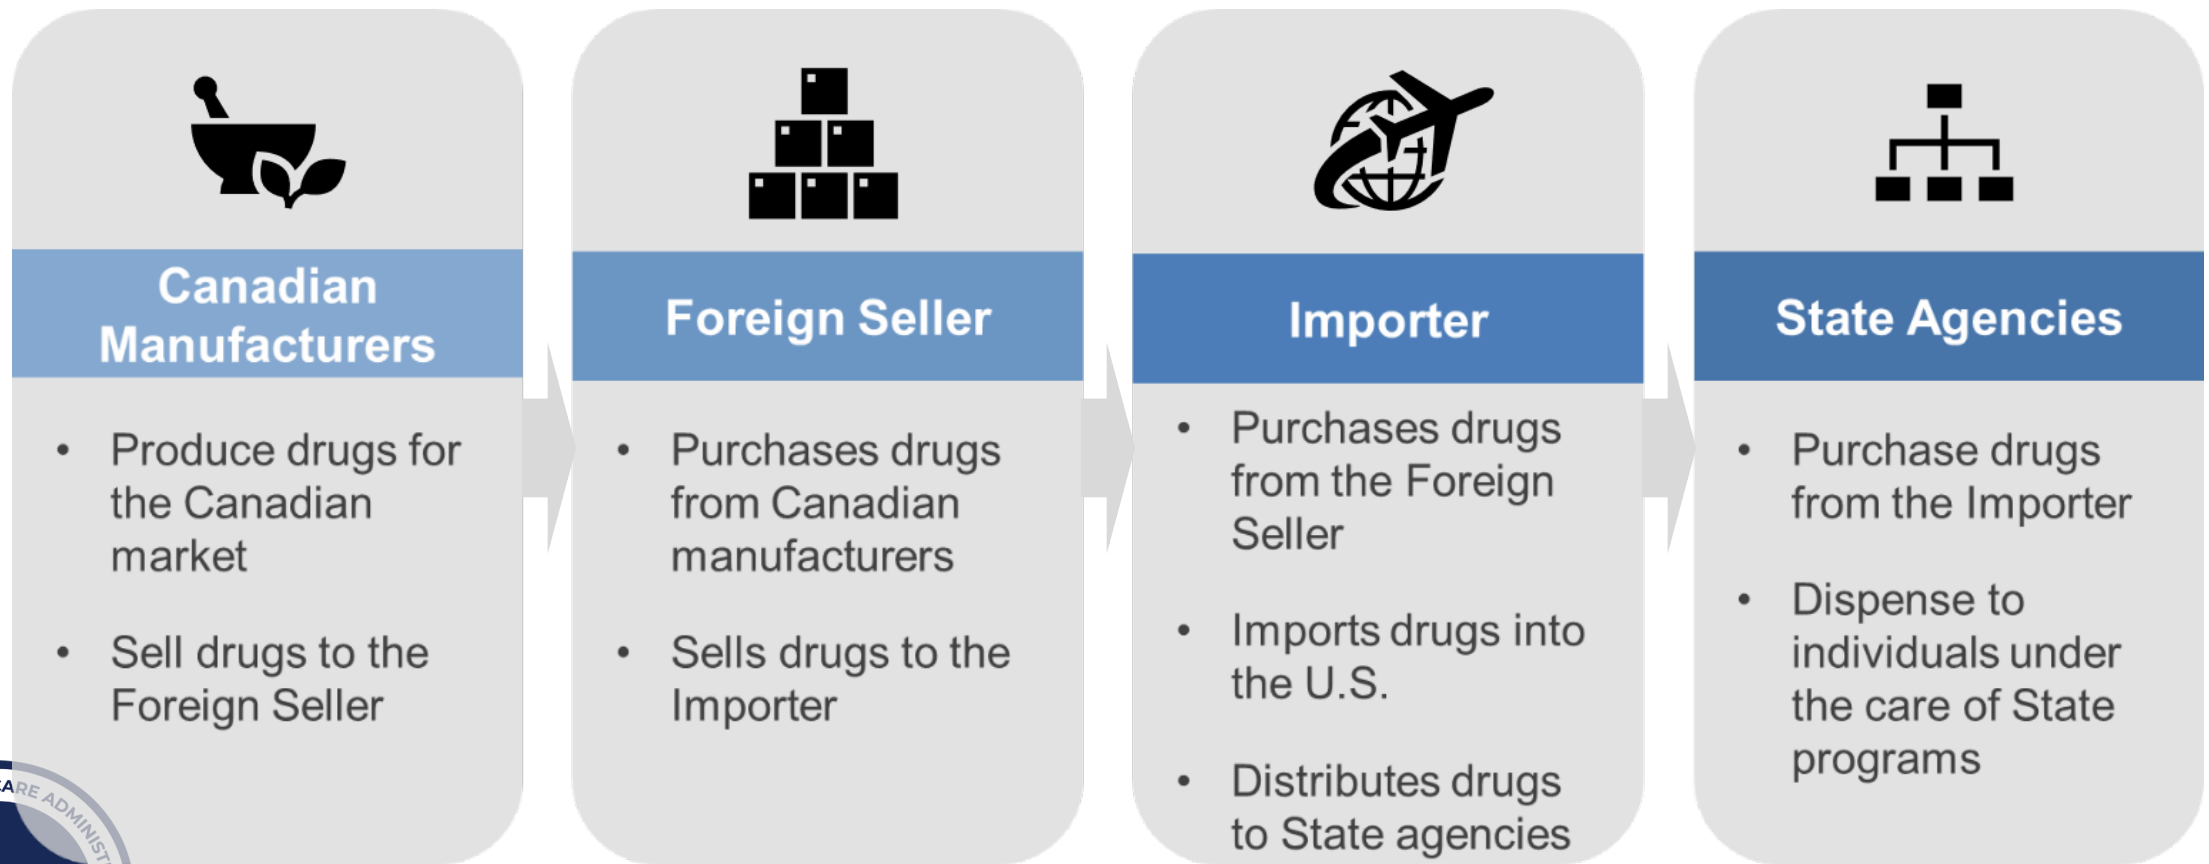 Canadian
Manufacturers
• Produce drugs for
the Canadian
market
• Sell drugs to the
Foreign Seller
Foreign Seller
• Purchases drugs
from Canadian
manufacturers
• Sells drugs to the
Importer
Importer
• Purchases drugs
from the Foreign
Seller
• Imports drugs into
the U.S.
• Distributes drugs
to State agencies
State Agencies
• Purchase drugs
from the Importer
• Dispense to
individuals under
the care of State
programs